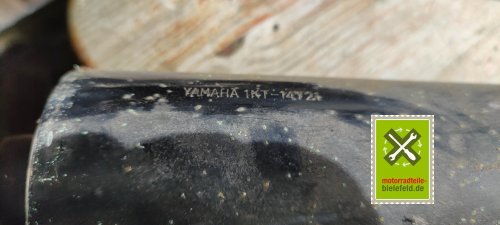 YAMAHA 1KT-14721
motorradteile-
bielefeld.de